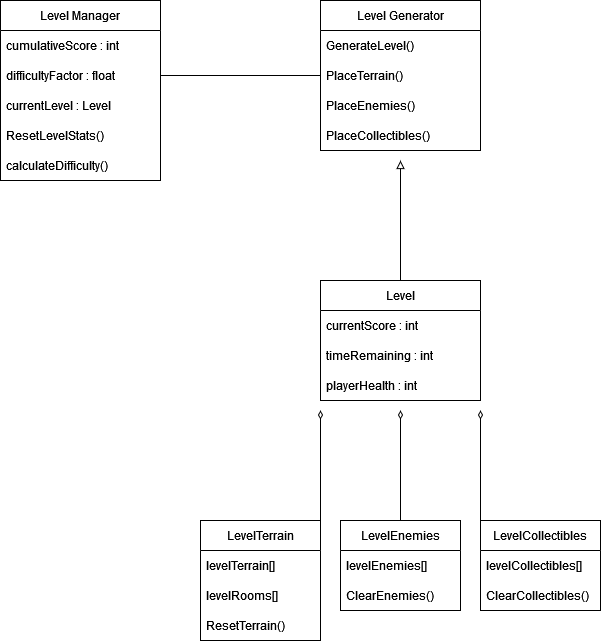 Level Manager
cumulativeScore : int
difficultyFactor : float
currentLevel : Level
ResetLevelStats()
calculateDifficulty()
Level Generator
GenerateLevel()
PlaceTerrain()
PlaceEnemies()
PlaceCollectibles()
Level
currentScore : int
timeRemaining : int
playerHealth : int
LevelTerrain
levelTerrain[]
levelRooms[]
ResetTerrain()
LevelEnemies
levelEnemies[]
ClearEnemies()
LevelCollectibles
levelCollectibles[]
ClearCollectibles()